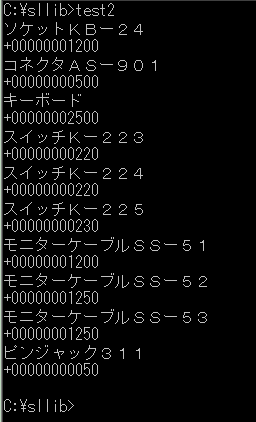 C:¥sllib>test2
ソケットＫＢ－２４
+00000001200
コネクタＡＳ－９０１
+00000000500
キーボード
+00000002500
スイッチＫ－２２３
+00000000220
スイッチＫ－２２４
+00000000220
スイッチＫ－２２５
+00000000230
モニターケーブルＳＳ－５１
+00000001200
モニターケーブルＳＳ－５２
+00000001250
モニターケーブルＳＳ－５３
+00000001250
ピンジャック３１１
+00000000050
C:¥sllib>